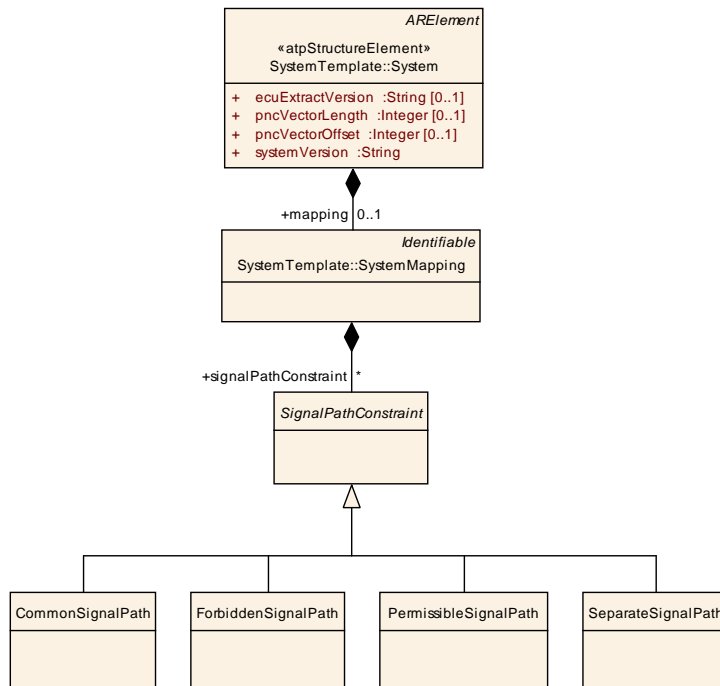 ARElement
«atpStructureElement»
SystemTemplate::System
+ ecuExtractVersion :String [0..1]
+ pncVectorLength :Integer [0..1]
+ pncVectorOffset :Integer [0..1]
+ systemVersion :String
+mapping 0..1
Identifiable
SystemTemplate::SystemMapping
+signalPathConstraint *
SignalPathConstraint
CommonSignalPath ForbiddenSignalPath PermissibleSignalPath SeparateSignalPath